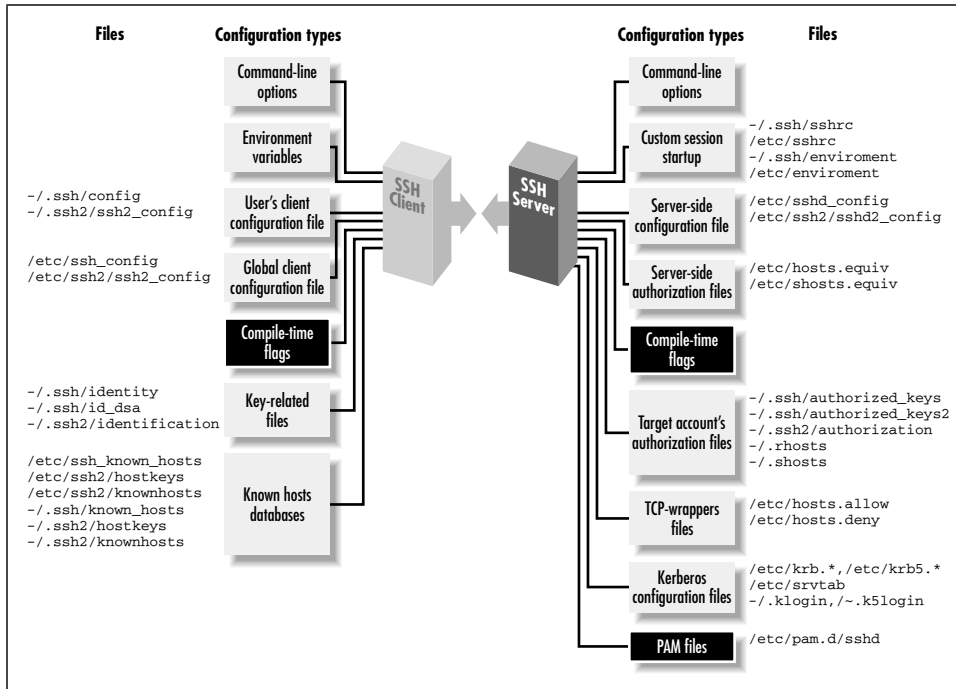 Files
Configuration types
Configuration types
Files
Command-line
options
Environment
variables
-/.ssh/config
-/.ssh2/ssh2_config
User's client
configuration file
/etc/ssh_config
/etc/ssh2/ssh2_config
Global client
configuration file
Compile-time
flags
-/.ssh/identity
-/.ssh/id_dsa
-/.ssh2/identification
Key-related
files
/etc/ssh_known_hosts
/etc/ssh2/hostkeys
/etc/ssh2/knownhosts
-/.ssh/known_hosts
-/.ssh2/hostkeys
-/.ssh2/knownhosts
Known hosts
databases
SSH
Client
SSH
Server
Command-line
options
Custom session
startup
-/.ssh/sshrc
/etc/sshrc
-/.ssh/enviroment
/etc/enviroment
Server-side
configuration file
/etc/sshd_config
/etc/ssh2/sshd2_config
Server-side
authorization files
/etc/hosts.equiv
/etc/shosts.equiv
Compile-time
flags
Target account's
authorization files
-/.ssh/authorized_keys
-/.ssh/authorized_keys2
-/.ssh2/authorization
-/.rhosts
-/.shosts
TCP-wrappers
files
/etc/hosts.allow
/etc/hosts.deny
Kerberos
configuration files
/etc/krb.*,/etc/krb5.*
/etc/srvtab
-/.klogin,/~.k5login
PAM files
/etc/pam.d/sshd